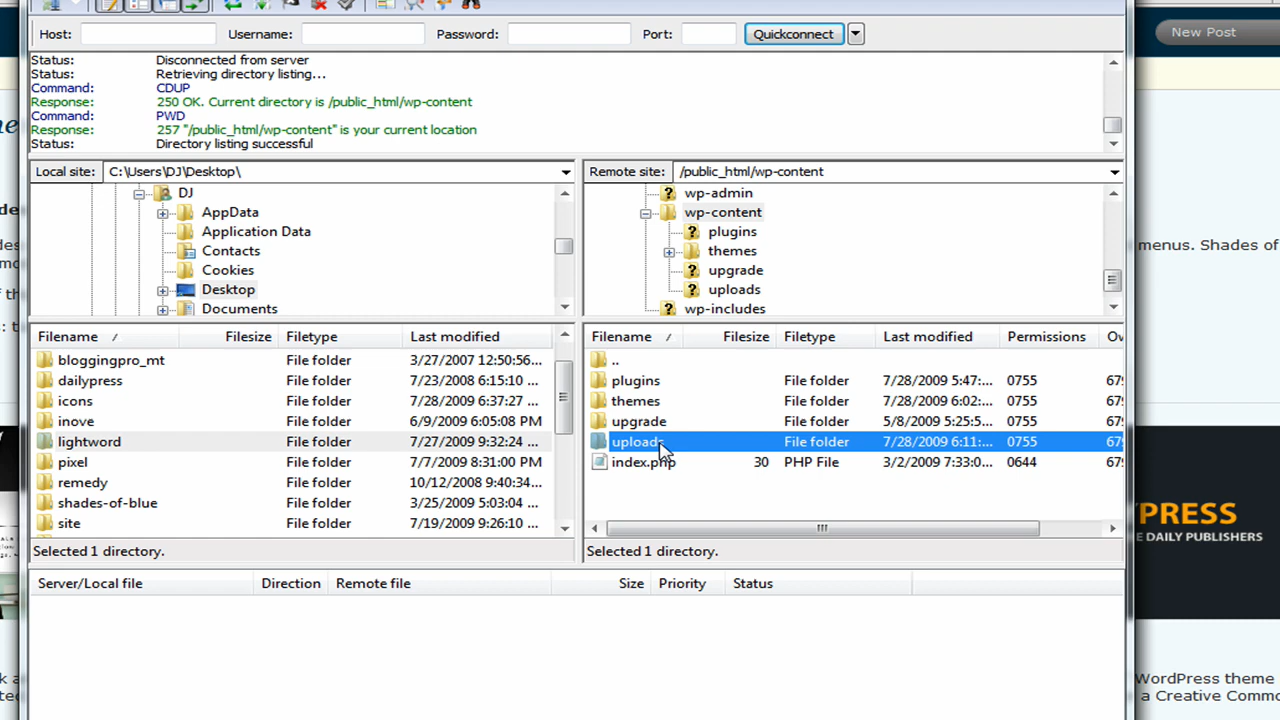 Host: Username: Password: Port: Quickconnect
New Post
Status: Disconnected from server
Status: Retrieving directory listing...
Command: CDUP
Response: 250 OK. Current directory is /public_html/wp-content
Command: PWD
Response: 257 "/public_html/wp-content" is your current location
Status: Directory listing successful
Local site: C:\Users\DJ\Desktop\
DJ
AppData
Application Data
Contacts
Cookies
Desktop
Documents
Remote site: /public_html/wp-content
wp-admin
wp-content
plugins
themes
upgrade
uploads
wp-includes
menus. Shades of
Filename / Filesize Filetype Last modified
bloggingpro_mt File folder 3/27/2007 12:50:56...
dailypress File folder 7/23/2008 6:15:10 ...
icons File folder 7/28/2009 6:37:27 ...
inove File folder 6/9/2009 6:05:08 PM
lightword File folder 7/27/2009 9:32:24 ...
pixel File folder 7/7/2009 8:31:00 PM
remedy File folder 10/12/2008 9:40:34...
shades-of-blue File folder 3/25/2009 5:03:04 ...
site File folder 7/19/2009 9:26:10 ...
Selected 1 directory.
Filename / Filesize Filetype Last modified Permissions Ow
..
plugins File folder 7/28/2009 5:47:... 0755 679
themes File folder 7/28/2009 6:02:... 0755 679
upgrade File folder 5/8/2009 5:25:5... 0755 679
uploads File folder 7/28/2009 6:11:... 0755 679
index.php 30 PHP File 3/2/2009 7:33:0... 0644 679
Selected 1 directory.
YPRESS
E DAILY PUBLISHERS
Server/Local file Direction Remote file Size Priority Status
WordPress theme
a Creative Commo